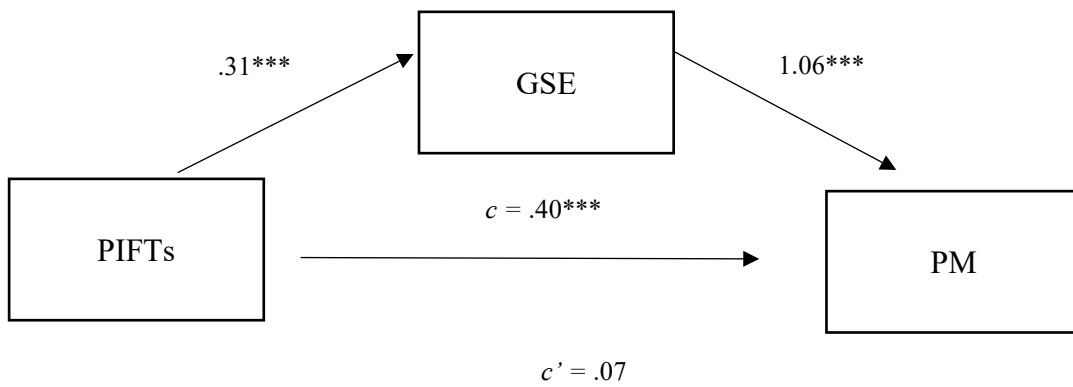 .31***
GSE
1.06***
PIFTs
c = .40***
PM
c’ = .07